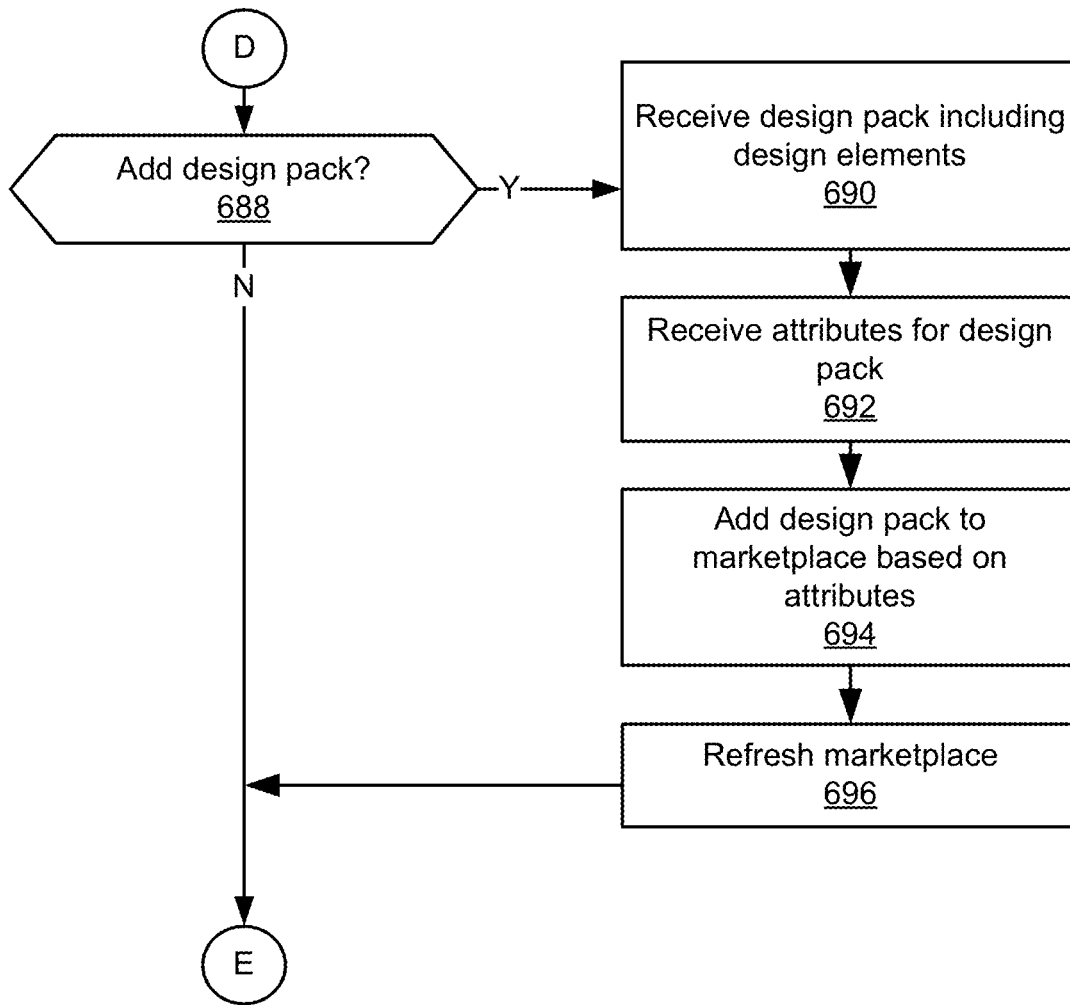 D
Add design pack?
688
Y
N
Receive design pack including
design elements
690
Receive attributes for design
pack
692
Add design pack to
marketplace based on
attributes
694
Refresh marketplace
696
E